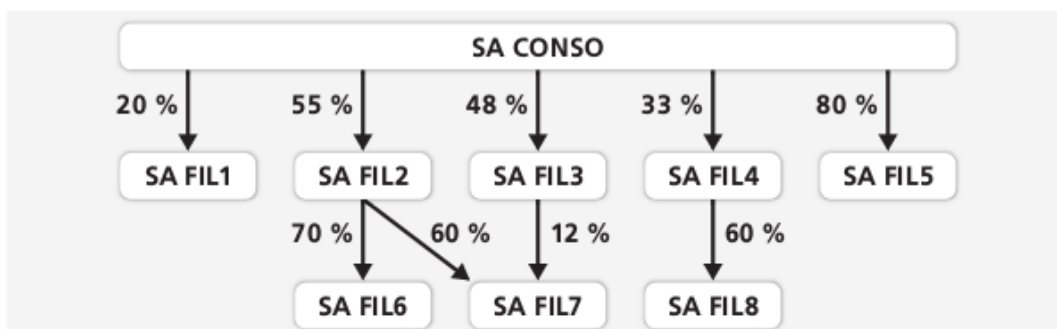 SA CONSO
20 % 55 % 48 % 33 % 80 %
SA FIL1 SA FIL2 SA FIL3 SA FIL4 SA FIL5
70 % 60 % 12 % 60 %
SA FIL6 SA FIL7 SA FIL8